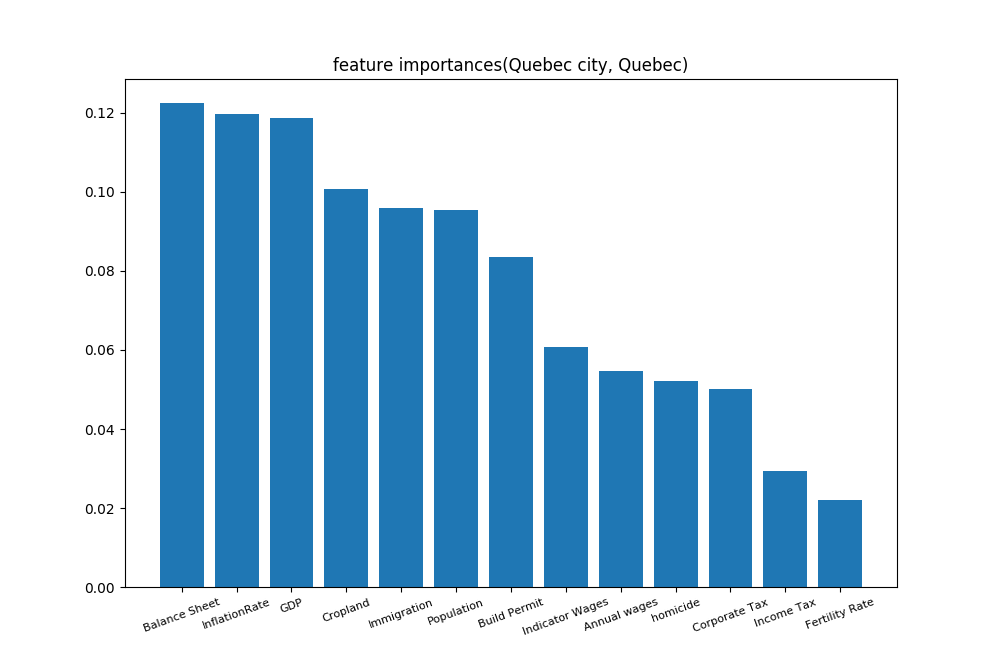 feature importances(Quebec city, Quebec)
0.12
0.10
0.08
0.06
0.04
0.02
0.00
Balance Sheet
InflationRate
GDP
Cropland
Immigration
Population
Build Permit
Indicator Wages
Annual wages
homicide
Corporate Tax
Income Tax
Fertility Rate